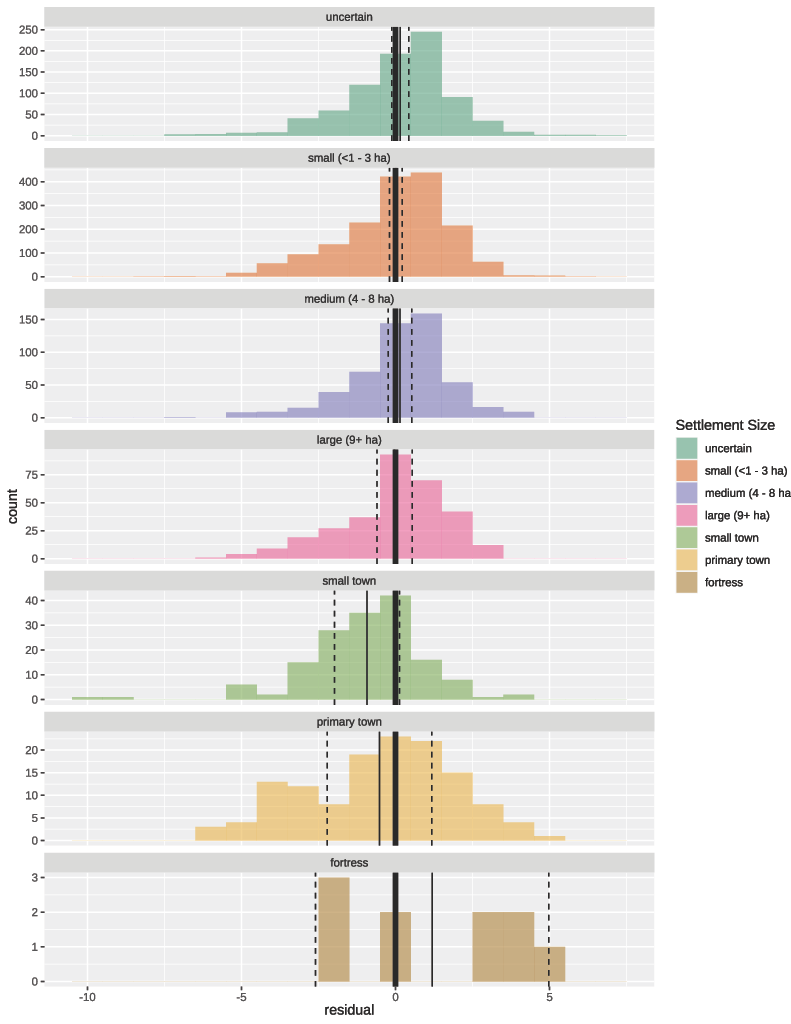 uncertain
250
200
150
100
50
0
small (<1 - 3 ha)
400
300
200
100
0
medium (4 - 8 ha)
150
100
50
0
large (9+ ha)
75
50
25
0
small town
40
30
20
10
0
primary town
20
15
10
5
0
fortress
3
2
1
0
-10
-5
0
5
residual
count
Settlement Size
uncertain
small (<1 - 3 ha)
medium (4 - 8 ha
large (9+ ha)
small town
primary town
fortress